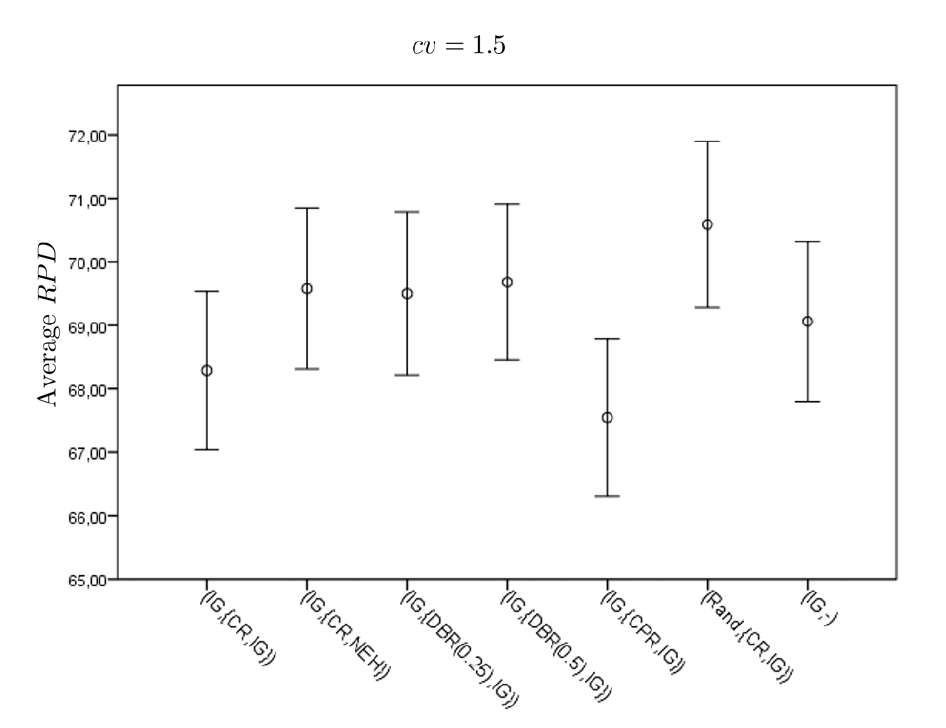 cv = 1.5
Average RPD
72,00
71,00
70,00
69,00
68,00
67,00
66,00
65,00
(IG,{CR,IG})
(IG,{CR,NEH})
(IG,{DBR(0.25),IG})
(IG,{DBR(0.5),IG})
(IG,{CPR,IG})
(Rand,{CR,IG})
(IG,-)